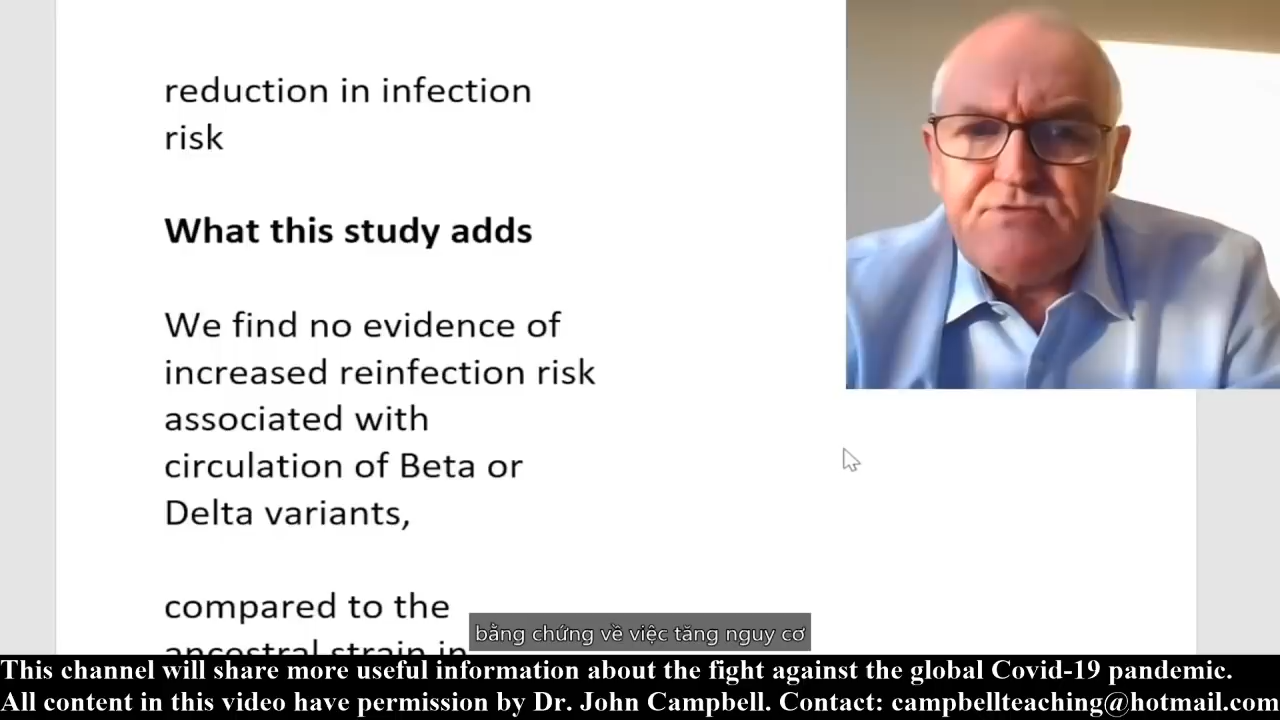 reduction in infection
risk
What this study adds
We find no evidence of
increased reinfection risk
associated with
circulation of Beta or
Delta variants,
compared to the
ancestral strain in
bằng chứng về việc tăng nguy cơ
This channel will share more useful information about the fight against the global Covid-19 pandemic.
All content in this video have permission by Dr. John Campbell. Contact: campbellteaching@hotmail.com